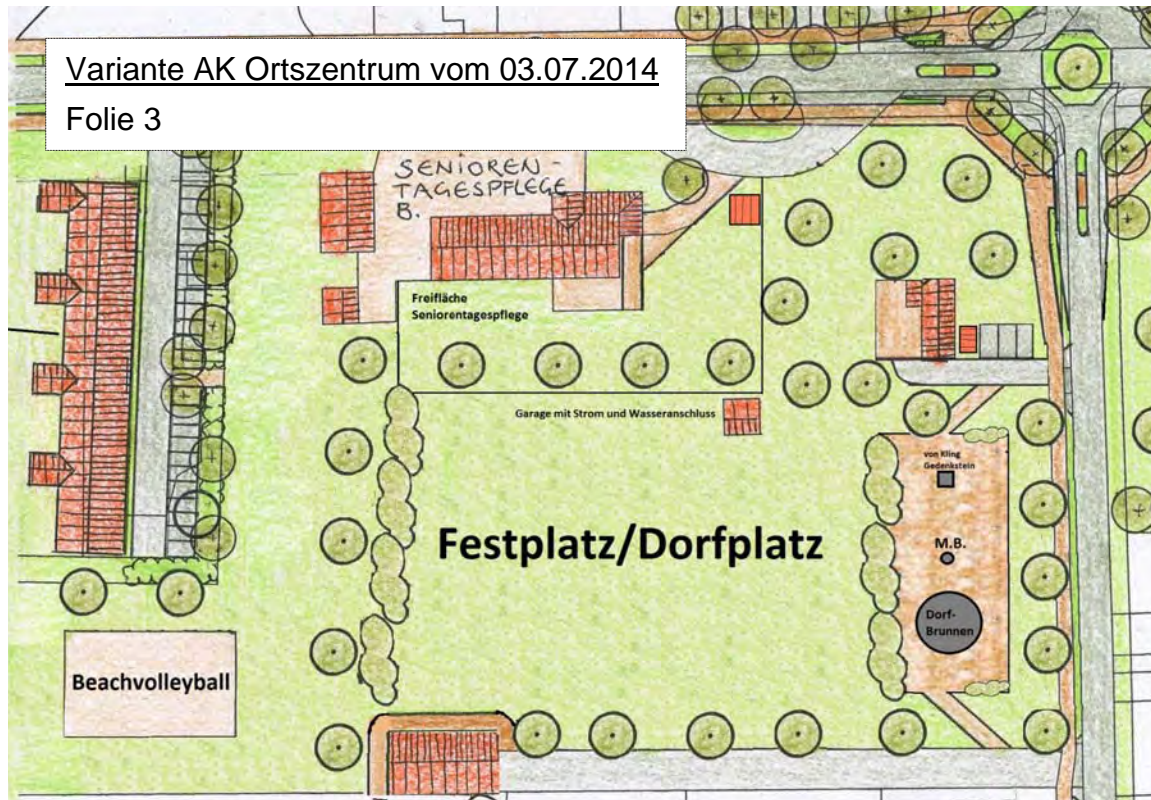 Variante AK Ortszentrum vom 03.07.2014
Folie 3
SENIOREN-
TAGESPFLEGE
B.
Freifläche
Seniorentagespflege
Garage mit Strom und Wasseranschluss
von Kling
Gedenkstein
Festplatz/Dorfplatz
M.B.
Dorf-
Brunnen
Beachvolleyball